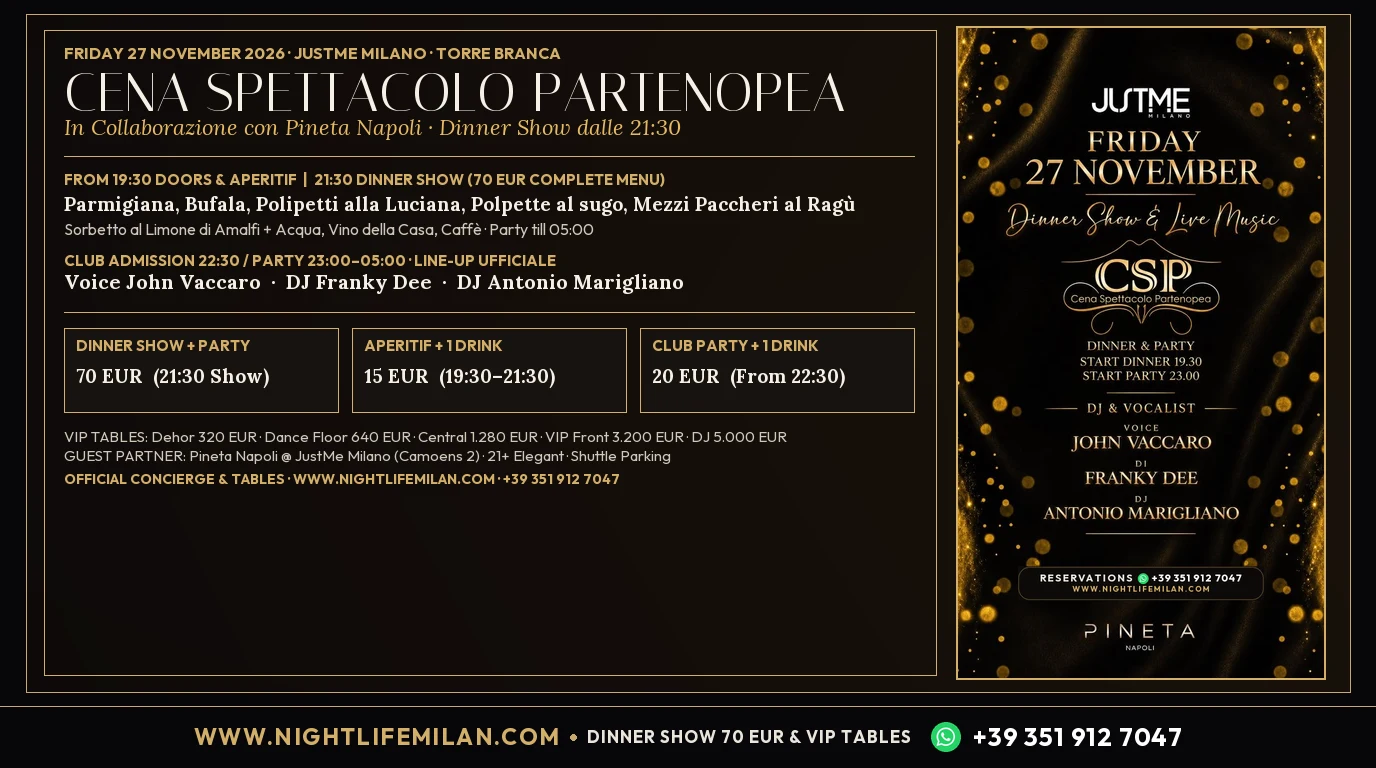 FRIDAY 27 NOVEMBER 2026 · JUSTME MILANO · TORRE BRANCA
CENA SPETTACOLO PARTENOPEA
In Collaborazione con Pineta Napoli · Dinner Show dalle 21:30
FROM 19:30 DOORS & APERITIF | 21:30 DINNER SHOW (70 EUR COMPLETE MENU)
Parmigiana, Bufala, Polipetti alla Luciana, Polpette al sugo, Mezzi Paccheri al Ragù
Sorbetto al Limone di Amalfi + Acqua, Vino della Casa, Caffè · Party till 05:00
CLUB ADMISSION 22:30 / PARTY 23:00–05:00 · LINE-UP UFFICIALE
Voice John Vaccaro · DJ Franky Dee · DJ Antonio Marigliano
DINNER SHOW + PARTY
70 EUR (21:30 Show)
APERITIF + 1 DRINK
15 EUR (19:30–21:30)
CLUB PARTY + 1 DRINK
20 EUR (From 22:30)
VIP TABLES: Dehor 320 EUR · Dance Floor 640 EUR · Central 1.280 EUR · VIP Front 3.200 EUR · DJ 5.000 EUR
GUEST PARTNER: Pineta Napoli @ JustMe Milano (Camoens 2) · 21+ Elegant · Shuttle Parking
OFFICIAL CONCIERGE & TABLES · WWW.NIGHTLIFEMILAN.COM · +39 351 912 7047
JUSTME
MILANO
FRIDAY
27 NOVEMBER
Dinner Show & Live Music
CSP
Cena Spettacolo Partenopea
DINNER & PARTY
START DINNER 19.30
START PARTY 23.00
DJ & VOCALIST
VOICE
JOHN VACCARO
DJ
FRANKY DEE
DJ
ANTONIO MARIGLIANO
RESERVATIONS +39 351 912 7047
WWW.NIGHTLIFEMILAN.COM
PINETA
NAPOLI
WWW.NIGHTLIFEMILAN.COM • DINNER SHOW 70 EUR & VIP TABLES +39 351 912 7047